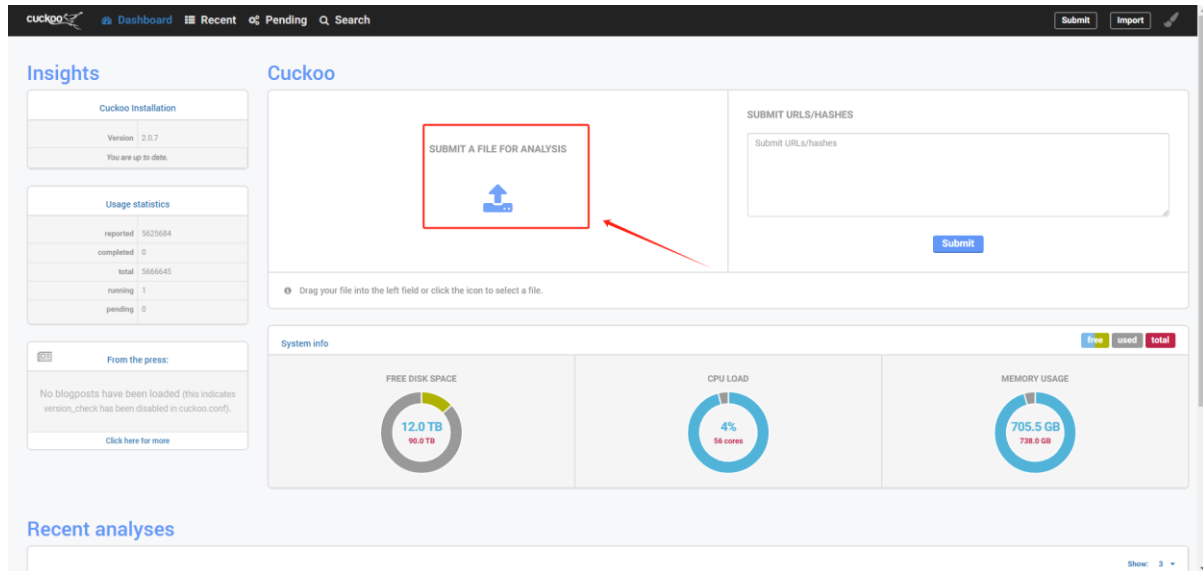 cuckoo Dashboard Recent Pending Search Submit Import
Insights
Cuckoo Installation
Version 2.0.7
You are up to date.
Usage statistics
reported 5625684
completed 0
total 5666645
running 1
pending 0
From the press:
No blogposts have been loaded (this indicates
version_check has been disabled in cuckoo.conf).
Click here for more
Cuckoo
SUBMIT A FILE FOR ANALYSIS
SUBMIT URLS/HASHES
Submit URLs/hashes
Submit
Drag your file into the left field or click the icon to select a file.
System info
free used total
FREE DISK SPACE
12.0 TB
90.0 TB
CPU LOAD
4%
56 cores
MEMORY USAGE
705.5 GB
738.0 GB
Recent analyses
Show: 3